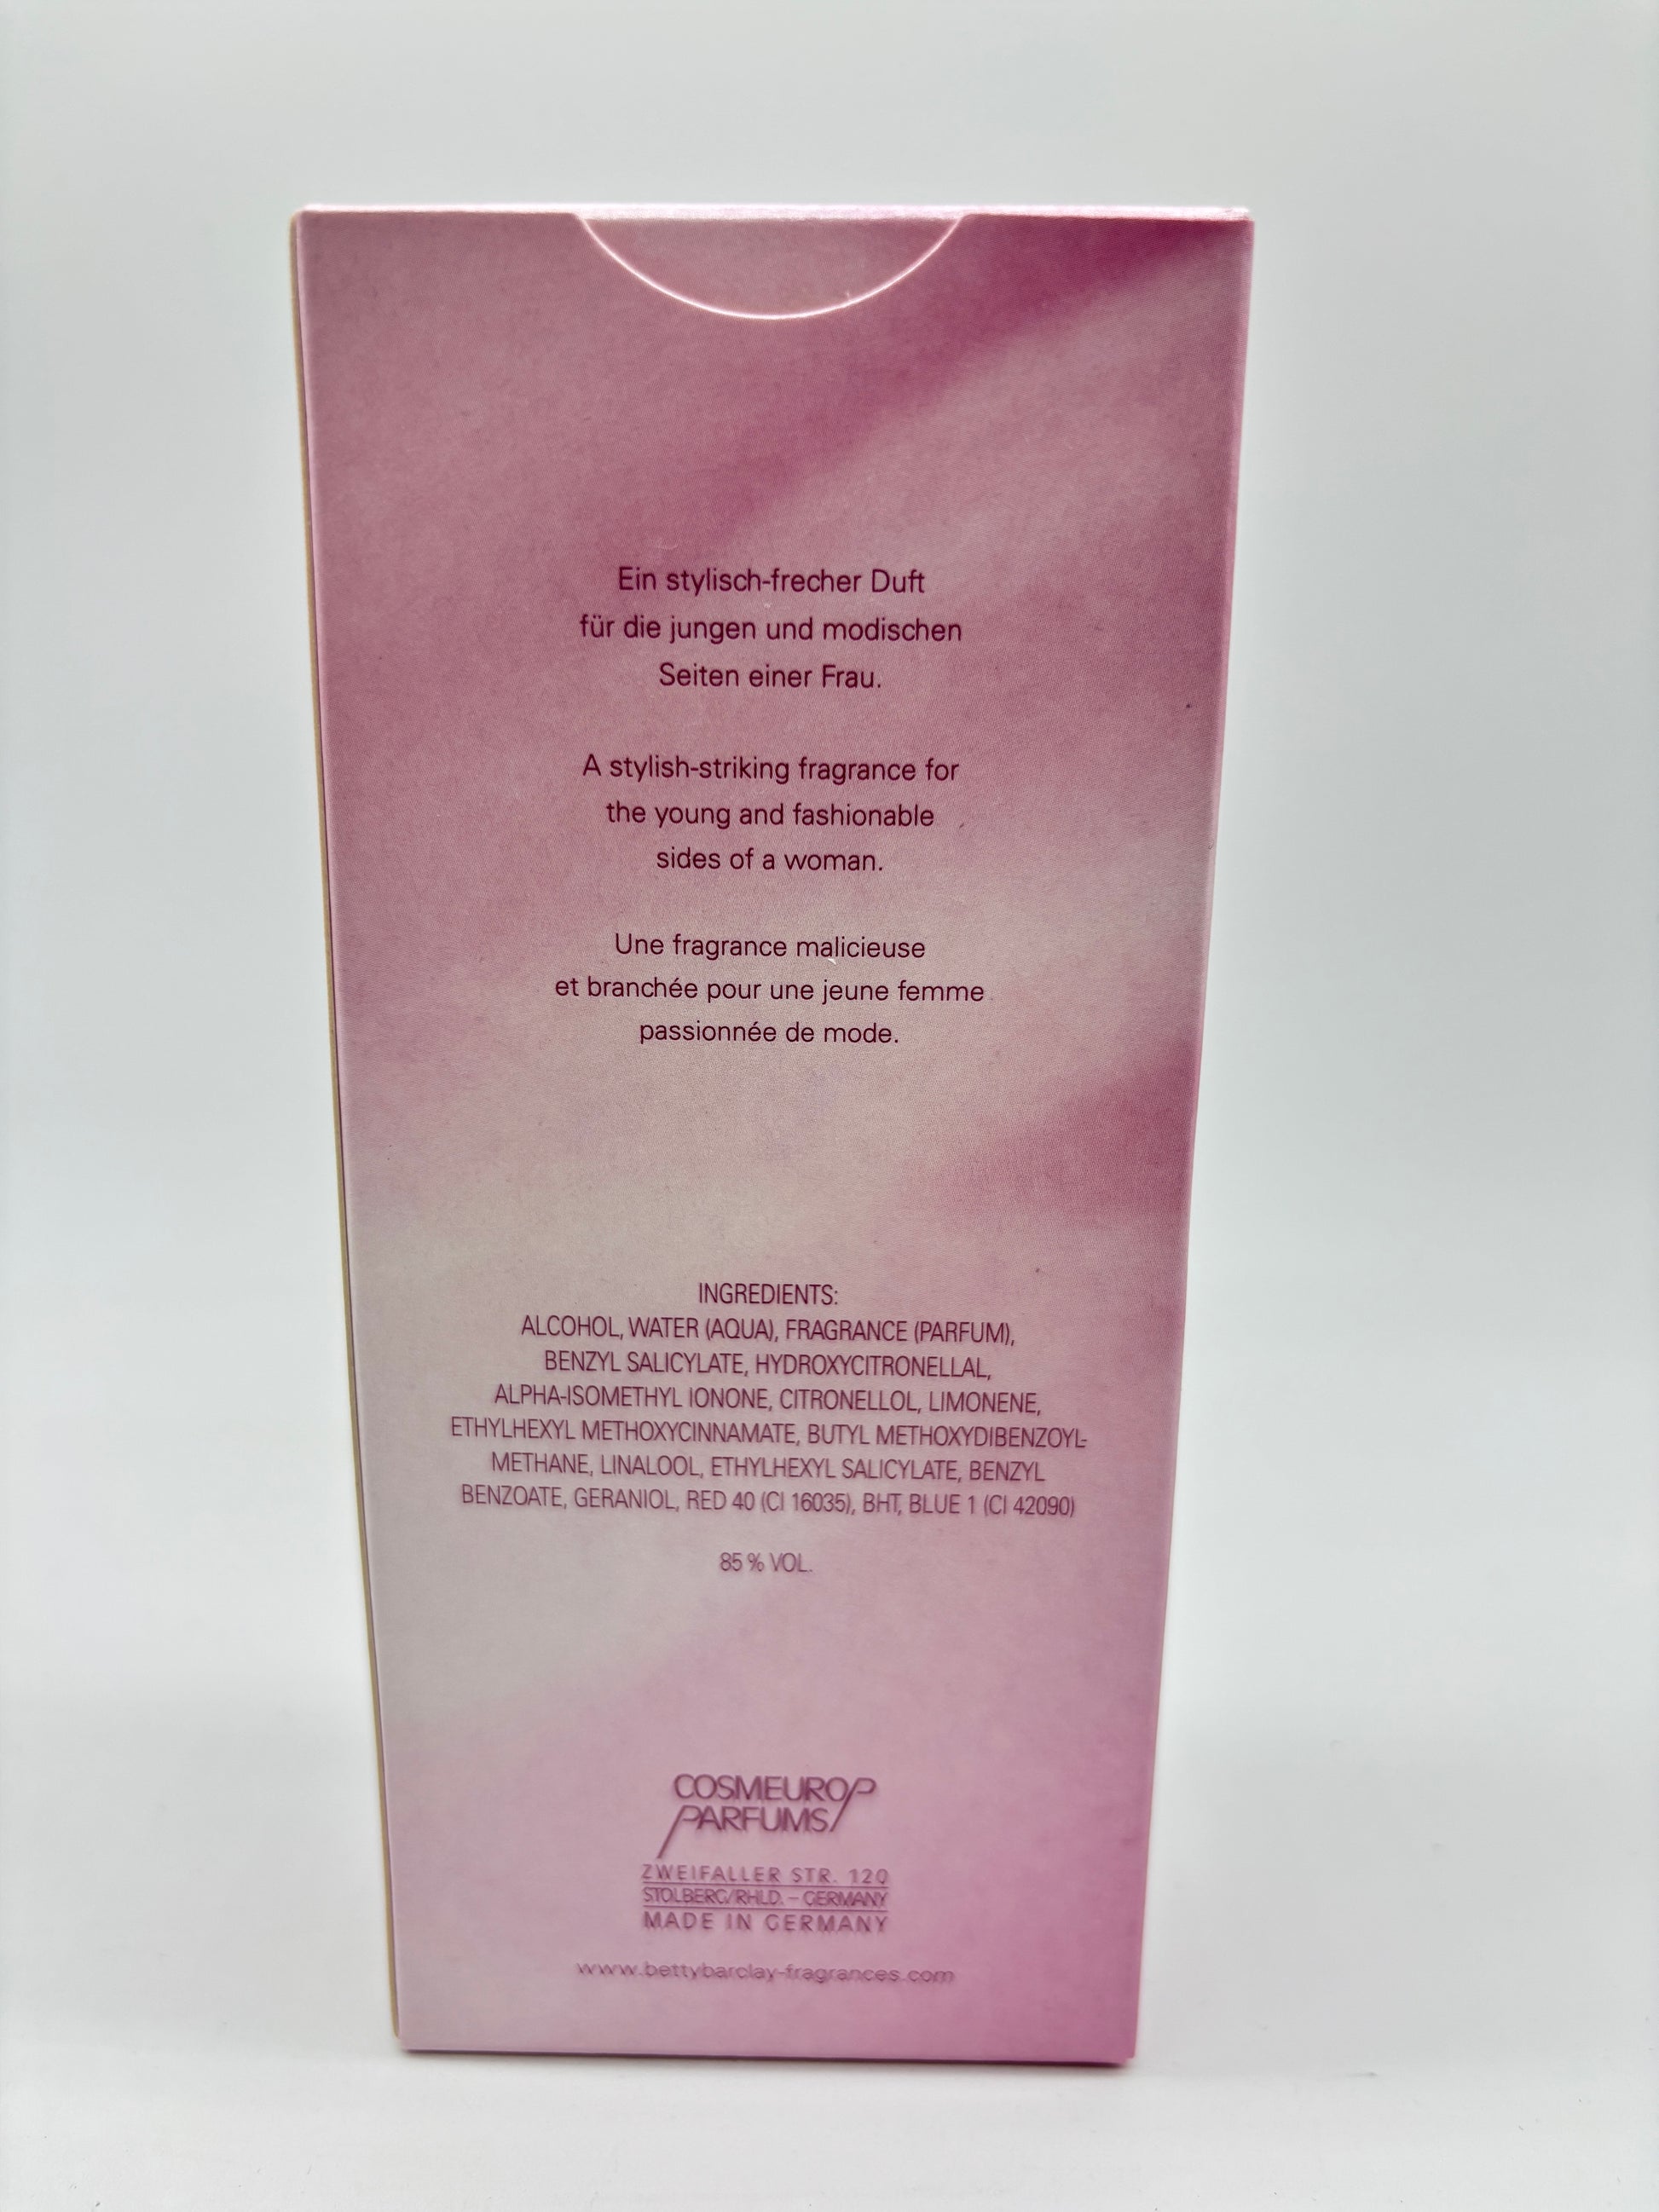 Ein stylisch-frecher Duft
für die jungen und modischen
Seiten einer Frau.
A stylish-striking fragrance for
the young and fashionable
sides of a woman.
Une fragrance malicieuse
et branchée pour une jeune femme
passionnée de mode.
INGREDIENTS:
ALCOHOL, WATER (AQUA), FRAGRANCE (PARFUM),
BENZYL SALICYLATE, HYDROXYCITRONELLAL,
ALPHA-ISOMETHYL IONONE, CITRONELLOL, LIMONENE,
ETHYLHEXYL METHOXYCINNAMATE, BUTYL METHOXYDIBENZOYL-
METHANE, LINALOOL, ETHYLHEXYL SALICYLATE, BENZYL
BENZOATE, GERANIOL, RED 40 (CI 16035), BHT, BLUE 1 (CI 42090)
85 % VOL.
COSMEUROP
PARFUMS
ZWEIFALLER STR. 120
STOLBERG/RHLD. – GERMANY
MADE IN GERMANY
www.bettybarclay-fragrances.com